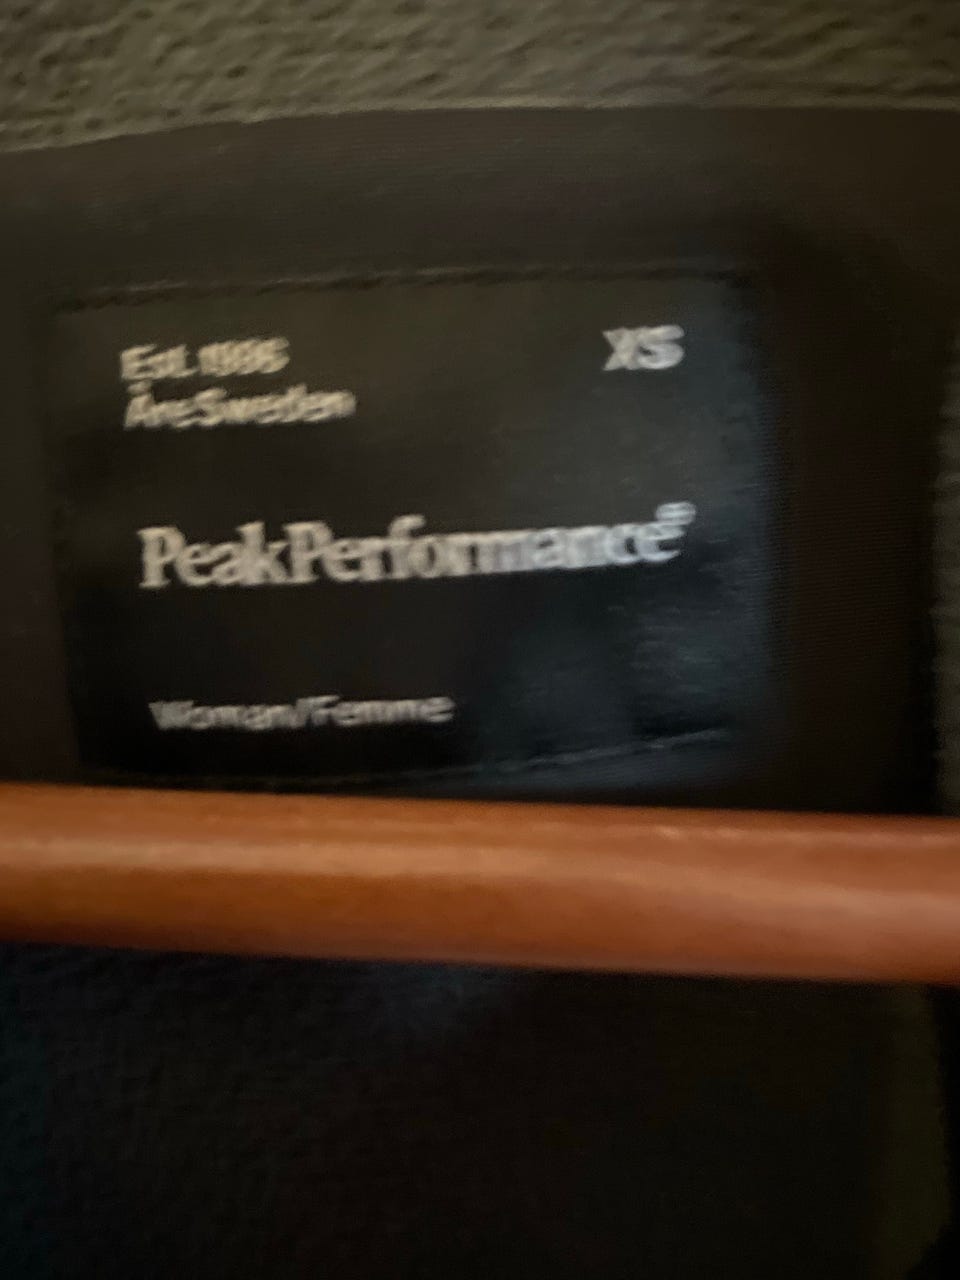 Est. 1986
Åre Sweden
XS
PeakPerformance®
Woman/Femme